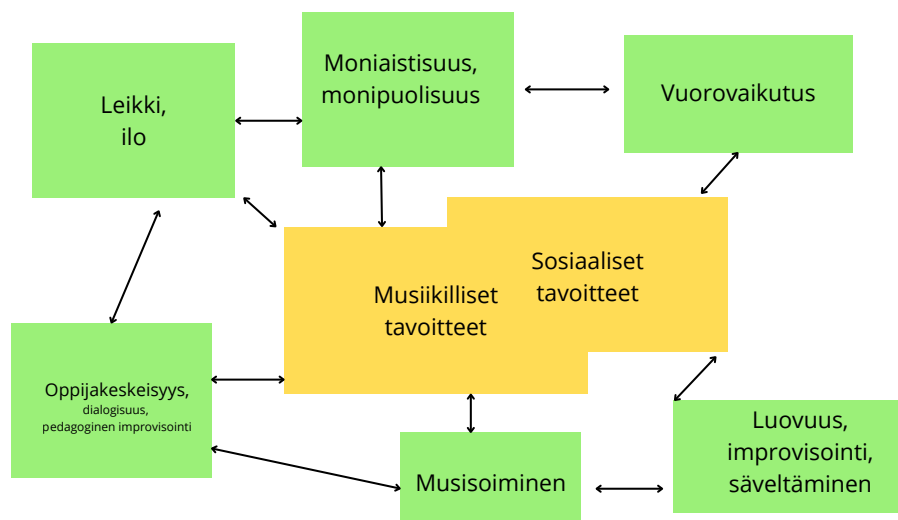 Leikki,
ilo
Moniaistisuus,
monipuolisuus
Vuorovaikutus
Sosiaaliset
tavoitteet
Musiikilliset
tavoitteet
Oppijakeskeisyys,
dialogisuus,
pedagoginen improvisointi
Musisoiminen
Luovuus,
improvisointi,
säveltäminen